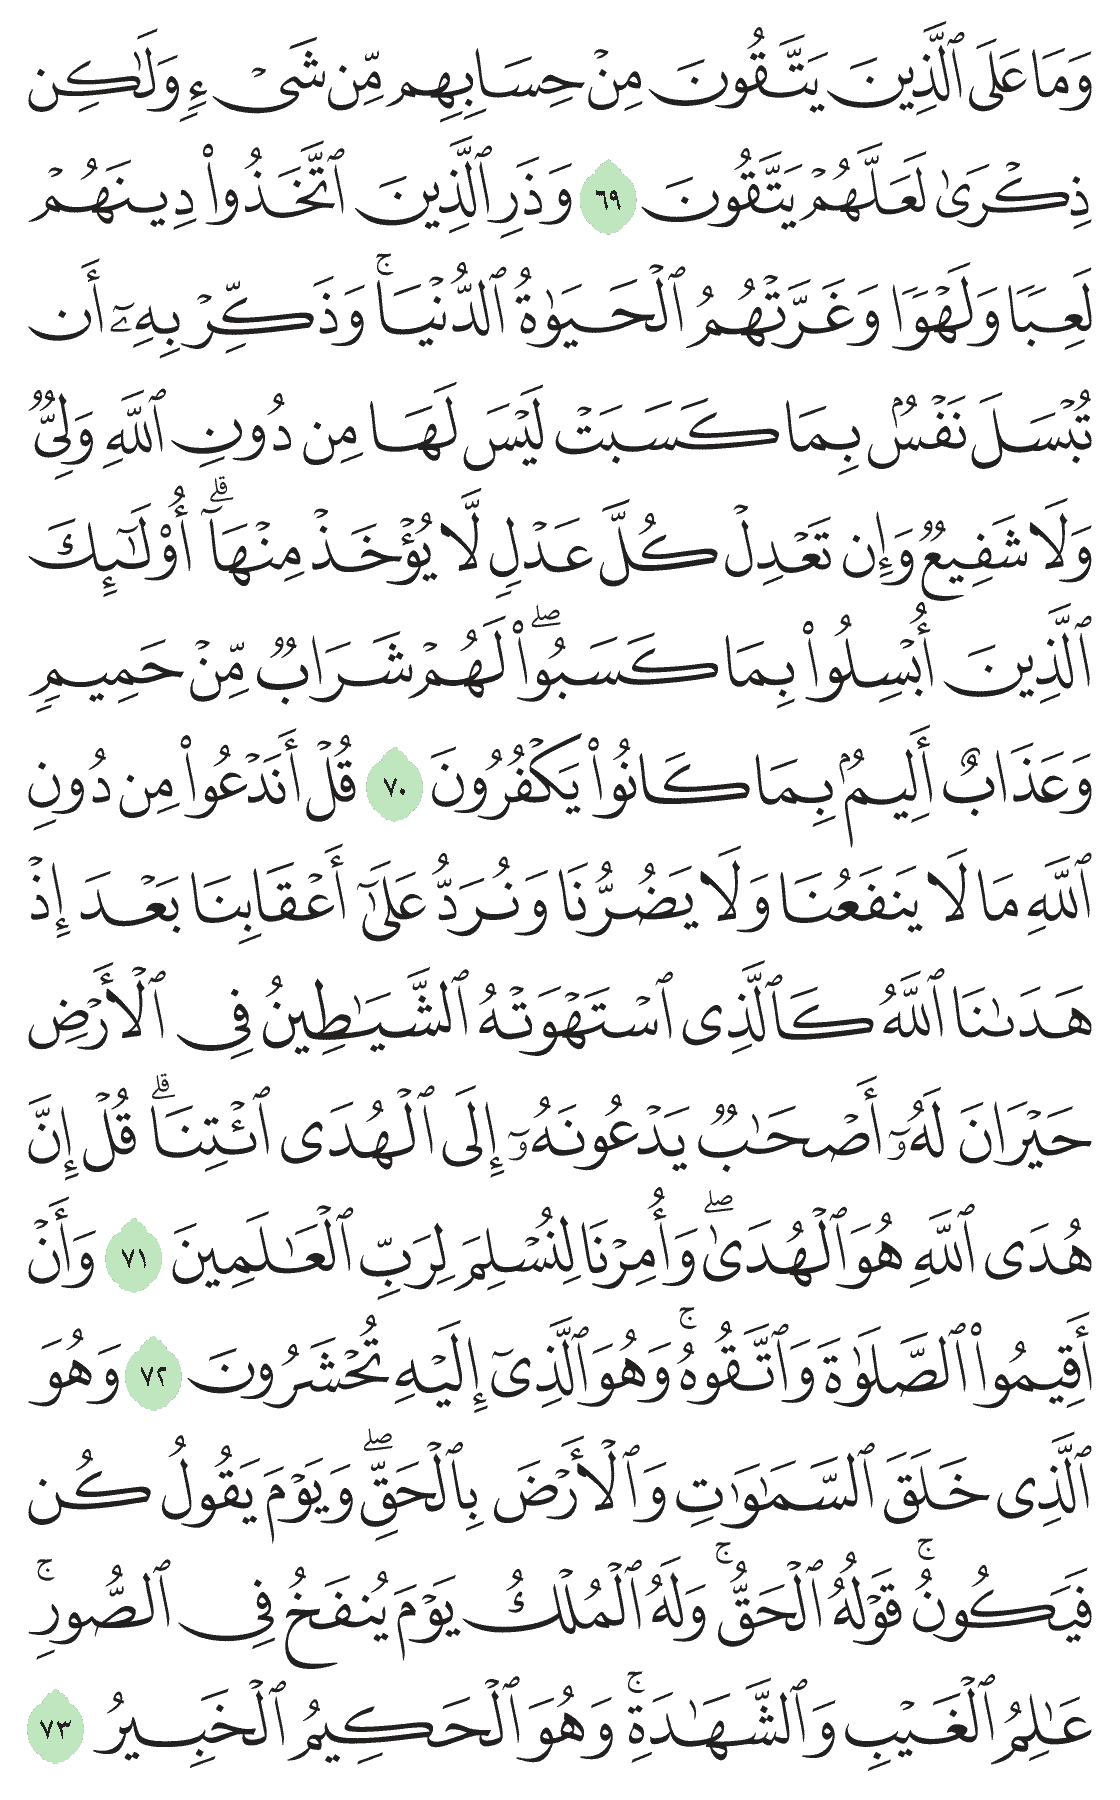 وَمَا عَلَى ٱلَّذِينَ يَتَّقُونَ مِنۡ حِسَابِهِم مِّن شَيۡءٖ وَلَٰكِن
ذِكۡرَىٰ لَعَلَّهُمۡ يَتَّقُونَ ٦٩ وَذَرِ ٱلَّذِينَ ٱتَّخَذُواْ دِينَهُمۡ
لَعِبٗا وَلَهۡوٗا وَغَرَّتۡهُمُ ٱلۡحَيَوٰةُ ٱلدُّنۡيَاۚ وَذَكِّرۡ بِهِۦٓ أَن
تُبۡسَلَ نَفۡسُۢ بِمَا كَسَبَتۡ لَيۡسَ لَهَا مِن دُونِ ٱللَّهِ وَلِيّٞ
وَلَا شَفِيعٞ وَإِن تَعۡدِلۡ كُلَّ عَدۡلٖ لَّا يُؤۡخَذۡ مِنۡهَآۗ أُوْلَٰٓئِكَ
ٱلَّذِينَ أُبۡسِلُواْ بِمَا كَسَبُواْۖ لَهُمۡ شَرَابٞ مِّنۡ حَمِيمٖ
وَعَذَابٌ أَلِيمُۢ بِمَا كَانُواْ يَكۡفُرُونَ ٧٠ قُلۡ أَنَدۡعُواْ مِن دُونِ
ٱللَّهِ مَا لَا يَنفَعُنَا وَلَا يَضُرُّنَا وَنُرَدُّ عَلَىٰٓ أَعۡقَابِنَا بَعۡدَ إِذۡ
هَدَىٰنَا ٱللَّهُ كَٱلَّذِي ٱسۡتَهۡوَتۡهُ ٱلشَّيَٰطِينُ فِي ٱلۡأَرۡضِ
حَيۡرَانَ لَهُۥٓ أَصۡحَٰبٞ يَدۡعُونَهُۥٓ إِلَى ٱلۡهُدَى ٱئۡتِنَاۗ قُلۡ إِنَّ
هُدَى ٱللَّهِ هُوَ ٱلۡهُدَىٰۖ وَأُمِرۡنَا لِنُسۡلِمَ لِرَبِّ ٱلۡعَٰلَمِينَ ٧١ وَأَنۡ
أَقِيمُواْ ٱلصَّلَوٰةَ وَٱتَّقُوهُۚ وَهُوَ ٱلَّذِيٓ إِلَيۡهِ تُحۡشَرُونَ ٧٢ وَهُوَ
ٱلَّذِي خَلَقَ ٱلسَّمَٰوَٰتِ وَٱلۡأَرۡضَ بِٱلۡحَقِّۖ وَيَوۡمَ يَقُولُ كُن
فَيَكُونُۚ قَوۡلُهُ ٱلۡحَقُّۚ وَلَهُ ٱلۡمُلۡكُ يَوۡمَ يُنفَخُ فِي ٱلصُّورِۚ
عَٰلِمُ ٱلۡغَيۡبِ وَٱلشَّهَٰدَةِۚ وَهُوَ ٱلۡحَكِيمُ ٱلۡخَبِيرُ ٧٣